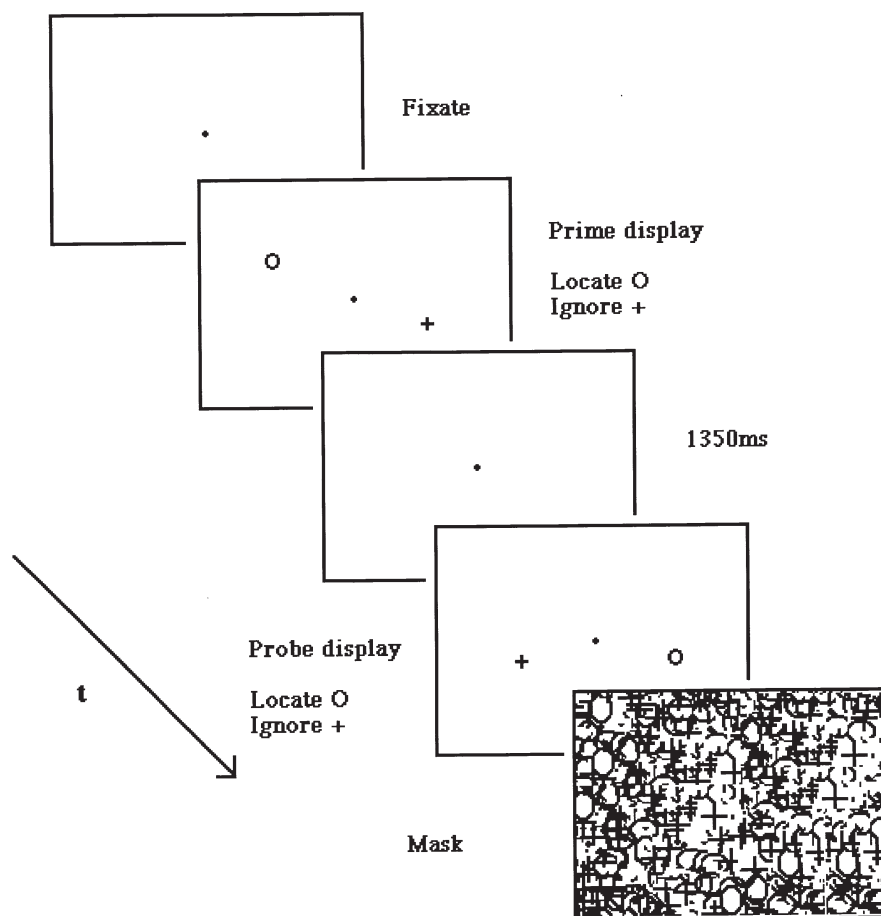 Fixate
Prime display
Locate O
Ignore +
1350ms
Probe display
Locate O
Ignore +
t
Mask